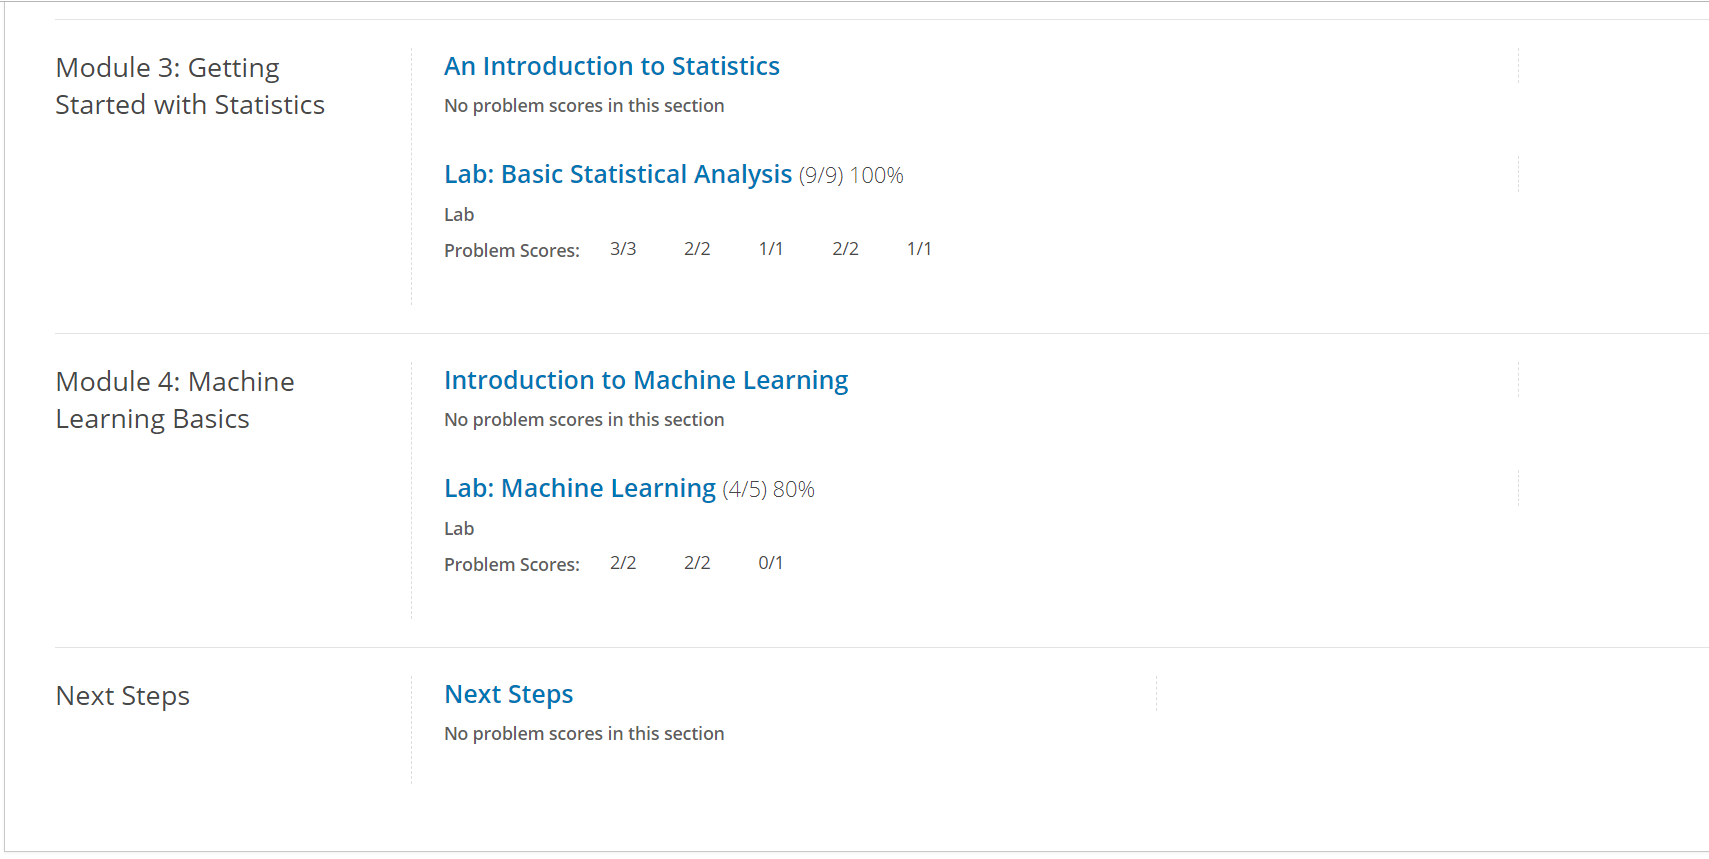 Module 3: Getting
Started with Statistics
An Introduction to Statistics
No problem scores in this section
Lab: Basic Statistical Analysis (9/9) 100%
Lab
Problem Scores: 3/3 2/2 1/1 2/2 1/1
Module 4: Machine
Learning Basics
Introduction to Machine Learning
No problem scores in this section
Lab: Machine Learning (4/5) 80%
Lab
Problem Scores: 2/2 2/2 0/1
Next Steps
Next Steps
No problem scores in this section